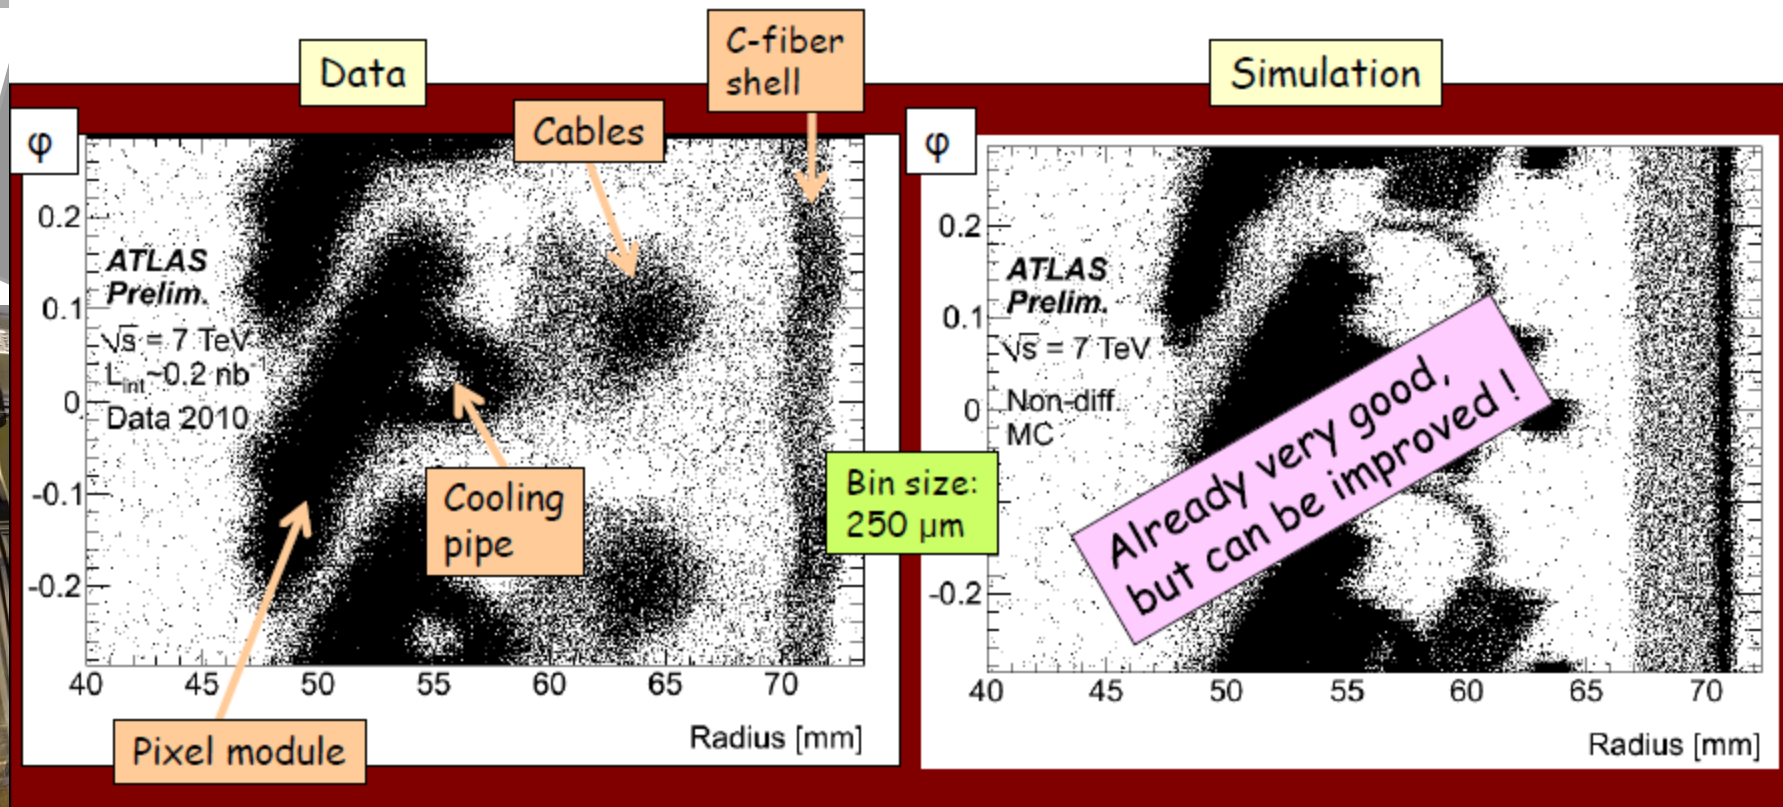 Data
C-fiber
shell
Cables
Simulation
φ
0.2
0.1
0
-0.1
-0.2
ATLAS
Prelim.
√s = 7 TeV
L_int~0.2 nb⁻
Data 2010
Cooling
pipe
Pixel module
40 45 50 55 60 65 70
Radius [mm]
Bin size:
250 µm
φ
0.2
0.1
0
-0.2
ATLAS
Prelim.
√s = 7 TeV
Non-diff.
MC
Already very good,
but can be improved !
40 45 50 55 60 65 70
Radius [mm]